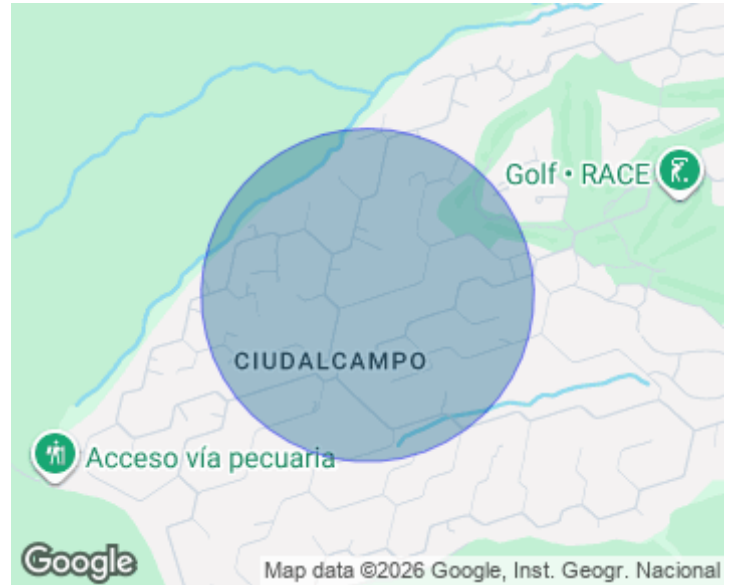 Golf • RACE
CIUDALCAMPO
Acceso vía pecuaria
Google
Map data ©2026 Google, Inst. Geogr. Nacional